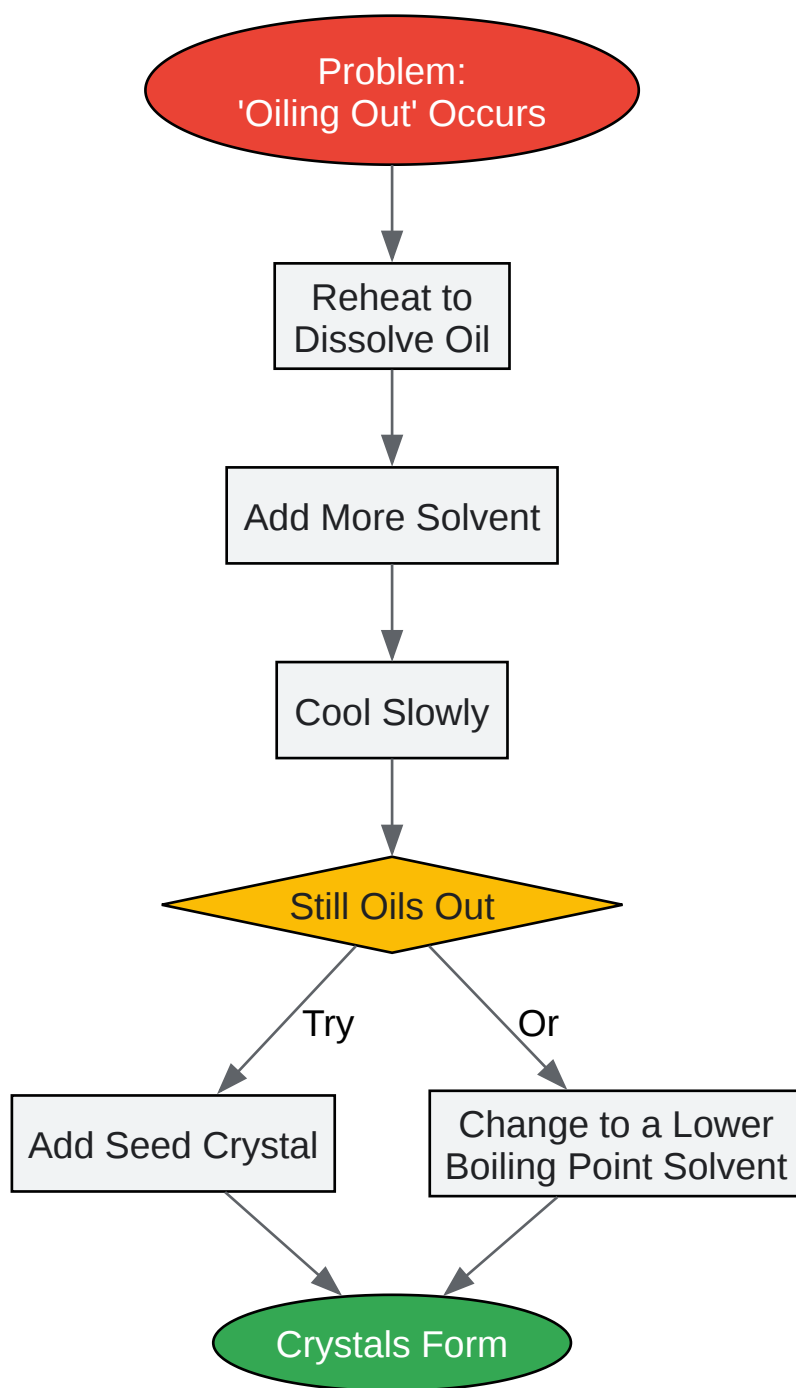 Problem:
'Oiling Out' Occurs
Reheat to
Dissolve Oil
Add More Solvent
Cool Slowly
Still Oils Out
Try
Or
Add Seed Crystal
Change to a Lower
Boiling Point Solvent
Crystals Form